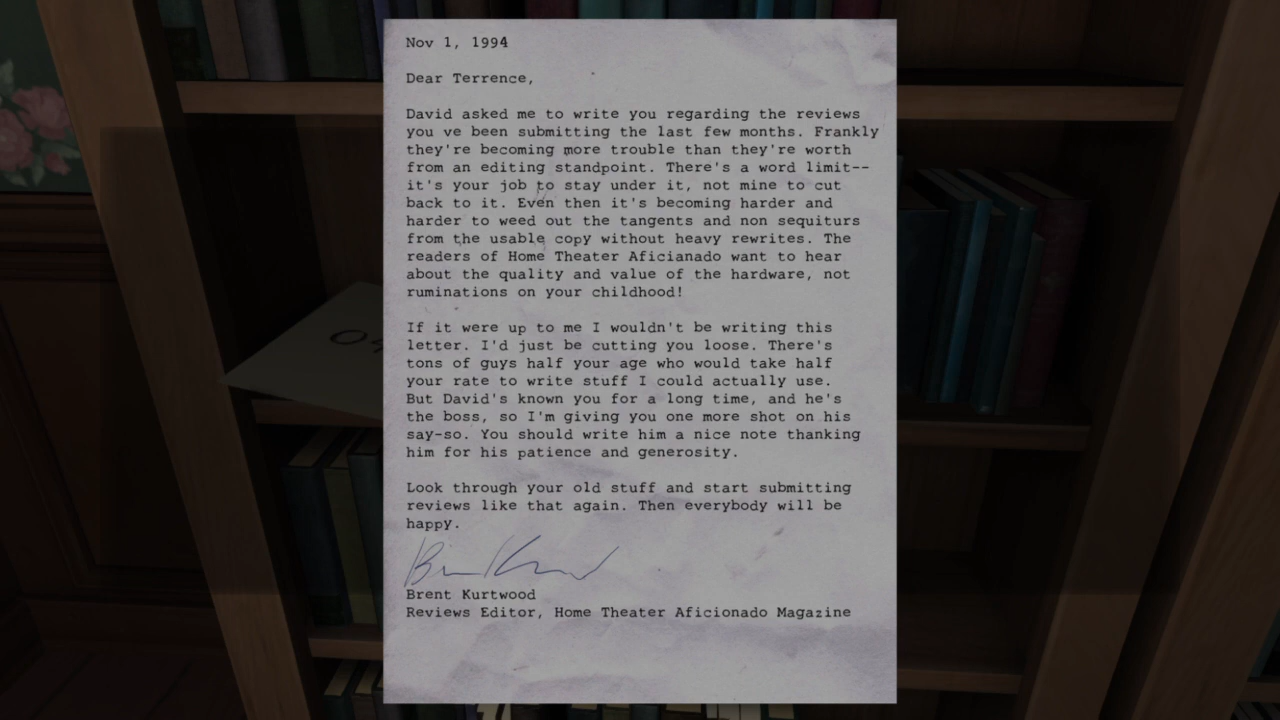 Nov 1, 1994
Dear Terrence,
David asked me to write you regarding the reviews
you ve been submitting the last few months. Frankly
they're becoming more trouble than they're worth
from an editing standpoint. There's a word limit--
it's your job to stay under it, not mine to cut
back to it. Even then it's becoming harder and
harder to weed out the tangents and non sequiturs
from the usable copy without heavy rewrites. The
readers of Home Theater Aficianado want to hear
about the quality and value of the hardware, not
ruminations on your childhood!
If it were up to me I wouldn't be writing this
letter. I'd just be cutting you loose. There's
tons of guys half your age who would take half
your rate to write stuff I could actually use.
But David's known you for a long time, and he's
the boss, so I'm giving you one more shot on his
say-so. You should write him a nice note thanking
him for his patience and generosity.
Look through your old stuff and start submitting
reviews like that again. Then everybody will be
happy.
Brent Kurtwood
Reviews Editor, Home Theater Aficionado Magazine